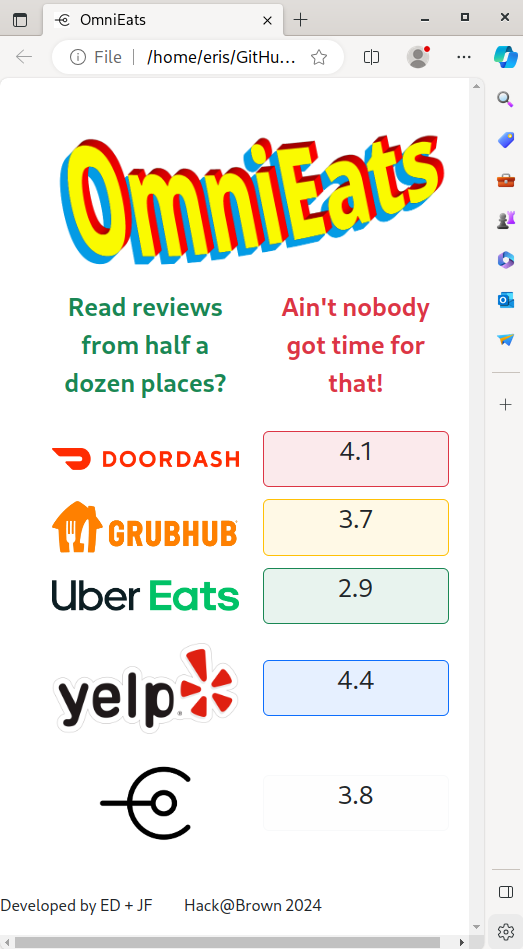 OmniEats
File
/home/eris/GitHu...
OmniEats
Read reviews
from half a
dozen places?
Ain't nobody
got time for
that!
DOORDASH
4.1
GRUBHUB
3.7
Uber Eats
2.9
yelp
4.4
3.8
Developed by ED + JF
Hack@Brown 2024